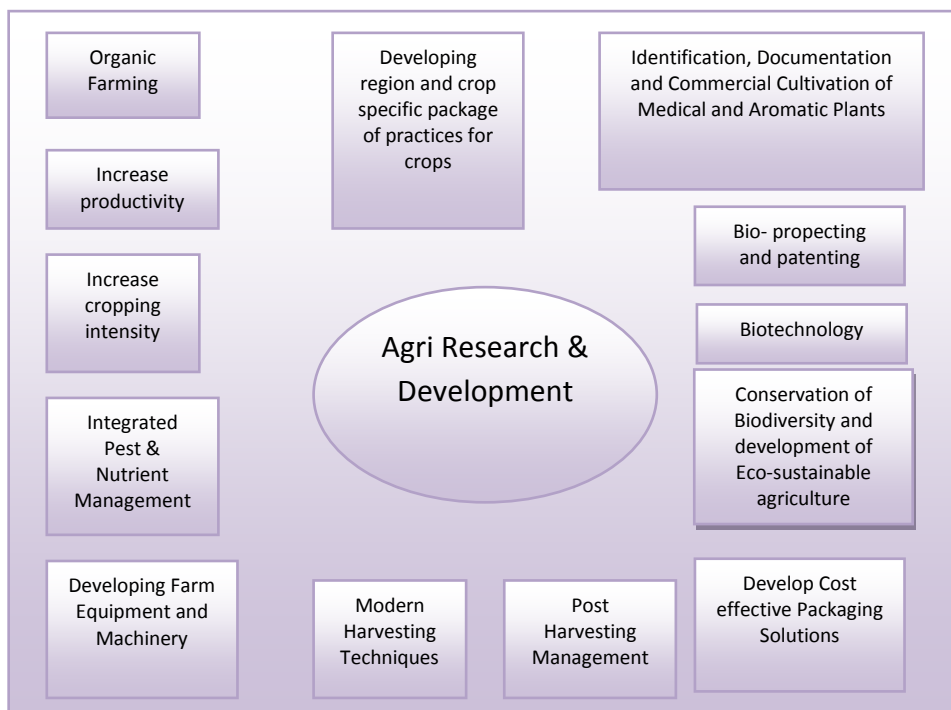 Organic
Farming
Developing
region and crop
specific package
of practices for
crops
Identification, Documentation
and Commercial Cultivation of
Medical and Aromatic Plants
Increase
productivity
Bio- propecting
and patenting
Increase
cropping
intensity
Biotechnology
Agri Research &
Development
Conservation of
Biodiversity and
development of
Eco-sustainable
agriculture
Integrated
Pest &
Nutrient
Management
Developing Farm
Equipment and
Machinery
Modern
Harvesting
Techniques
Post
Harvesting
Management
Develop Cost
effective Packaging
Solutions